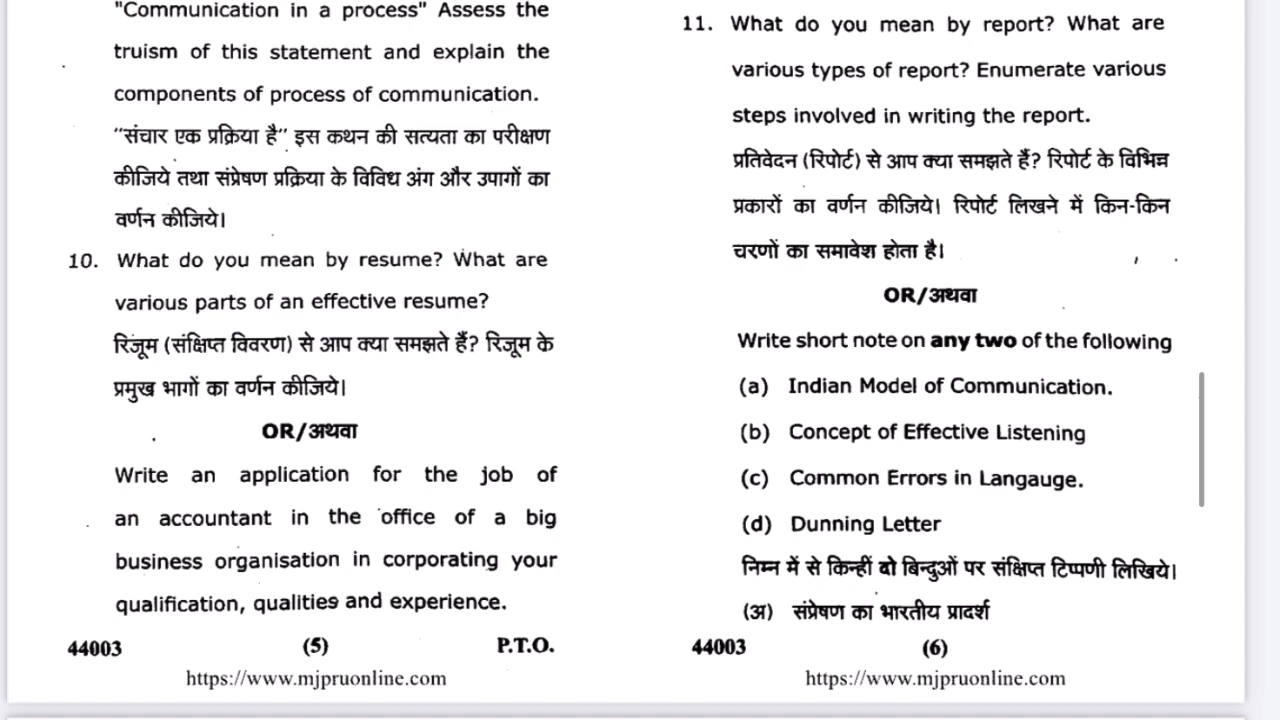 "Communication in a process" Assess the
truism of this statement and explain the
components of process of communication.
"संचार एक प्रक्रिया है" इस कथन की सत्यता का परीक्षण
कीजिये तथा संप्रेषण प्रक्रिया के विविध अंग और उपागों का
वर्णन कीजिये।
10. What do you mean by resume? What are
various parts of an effective resume?
रिजूम (संक्षिप्त विवरण) से आप क्या समझते हैं? रिजूम के
प्रमुख भागों का वर्णन कीजिये।
OR/अथवा
Write an application for the job of
an accountant in the office of a big
business organisation in corporating your
qualification, qualities and experience.
44003 (5) P.T.O.
https://www.mjpruonline.com
11. What do you mean by report? What are
various types of report? Enumerate various
steps involved in writing the report.
प्रतिवेदन (रिपोर्ट) से आप क्या समझते हैं? रिपोर्ट के विभिन्न
प्रकारों का वर्णन कीजिये। रिपोर्ट लिखने में किन-किन
चरणों का समावेश होता है।
OR/अथवा
Write short note on any two of the following
(a) Indian Model of Communication.
(b) Concept of Effective Listening
(c) Common Errors in Langauge.
(d) Dunning Letter
निम्न में से किन्हीं दो बिन्दुओं पर संक्षिप्त टिप्पणी लिखिये।
(अ) संप्रेषण का भारतीय प्रादर्श
44003 (6)
https://www.mjpruonline.com